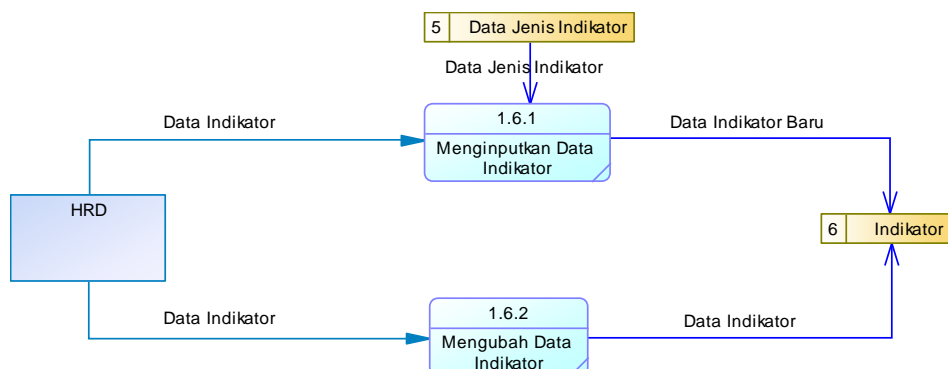 5 Data Jenis Indikator
Data Jenis Indikator
1.6.1
Menginputkan Data
Indikator
Data Indikator
Data Indikator Baru
HRD
6 Indikator
Data Indikator
1.6.2
Mengubah Data
Indikator
Data Indikator